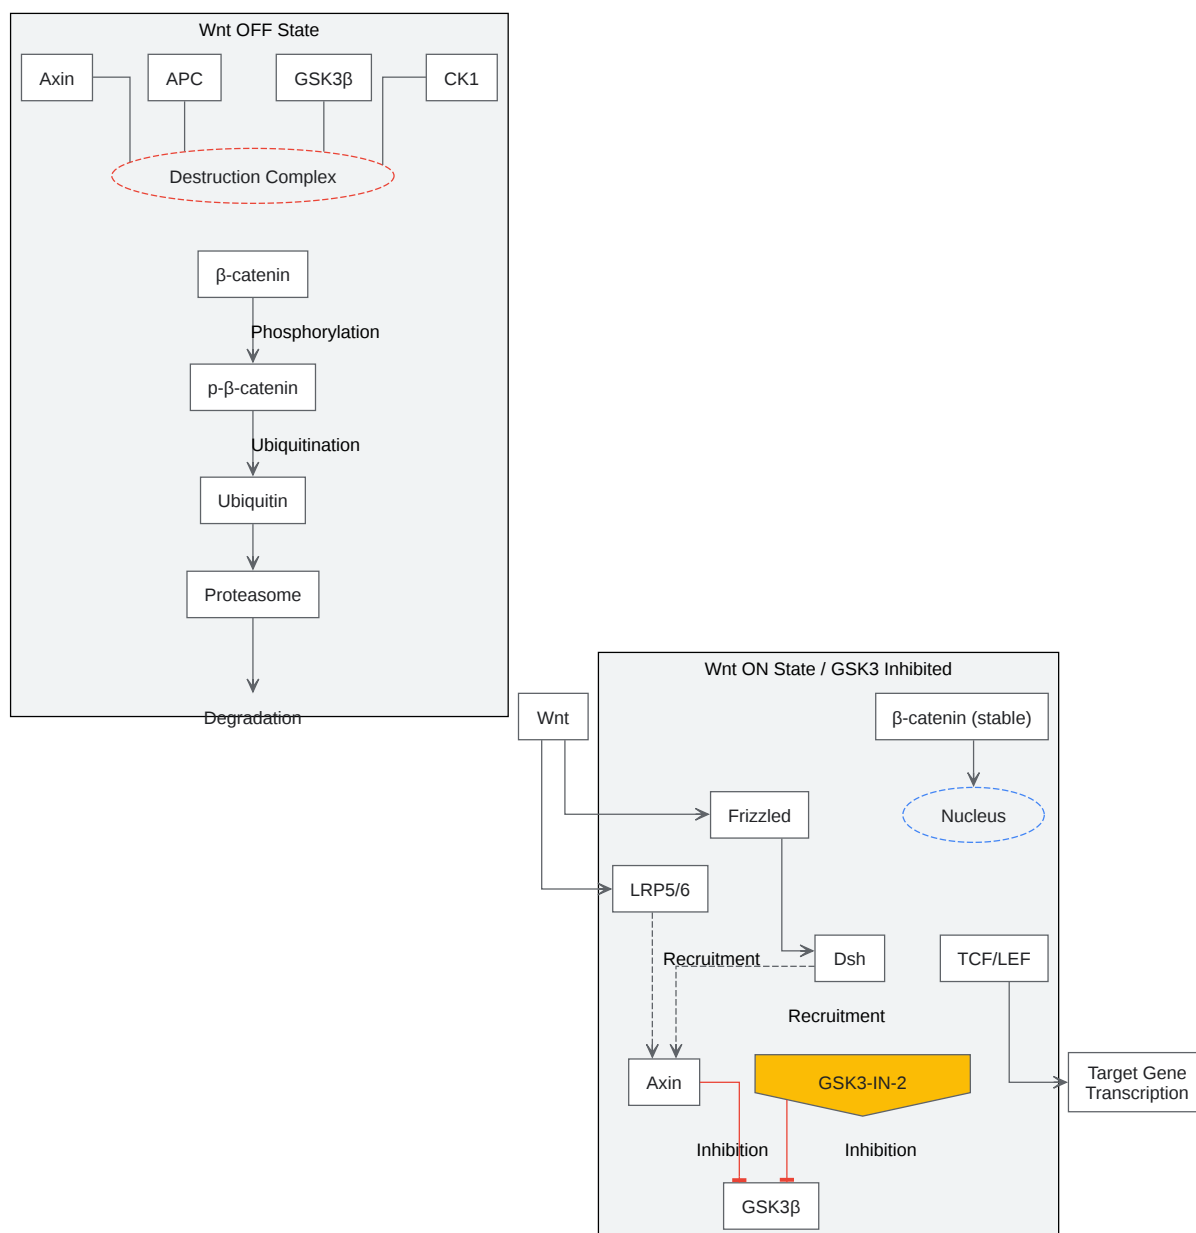 Wnt OFF State
Axin
APC
GSK3β
CK1
Destruction Complex
β-catenin
Phosphorylation
p-β-catenin
Ubiquitination
Ubiquitin
Proteasome
Degradation
Wnt ON State / GSK3 Inhibited
Wnt
β-catenin (stable)
Frizzled
Nucleus
LRP5/6
Recruitment
Dsh
TCF/LEF
Recruitment
Axin
GSK3-IN-2
Target Gene
Transcription
Inhibition
Inhibition
GSK3β